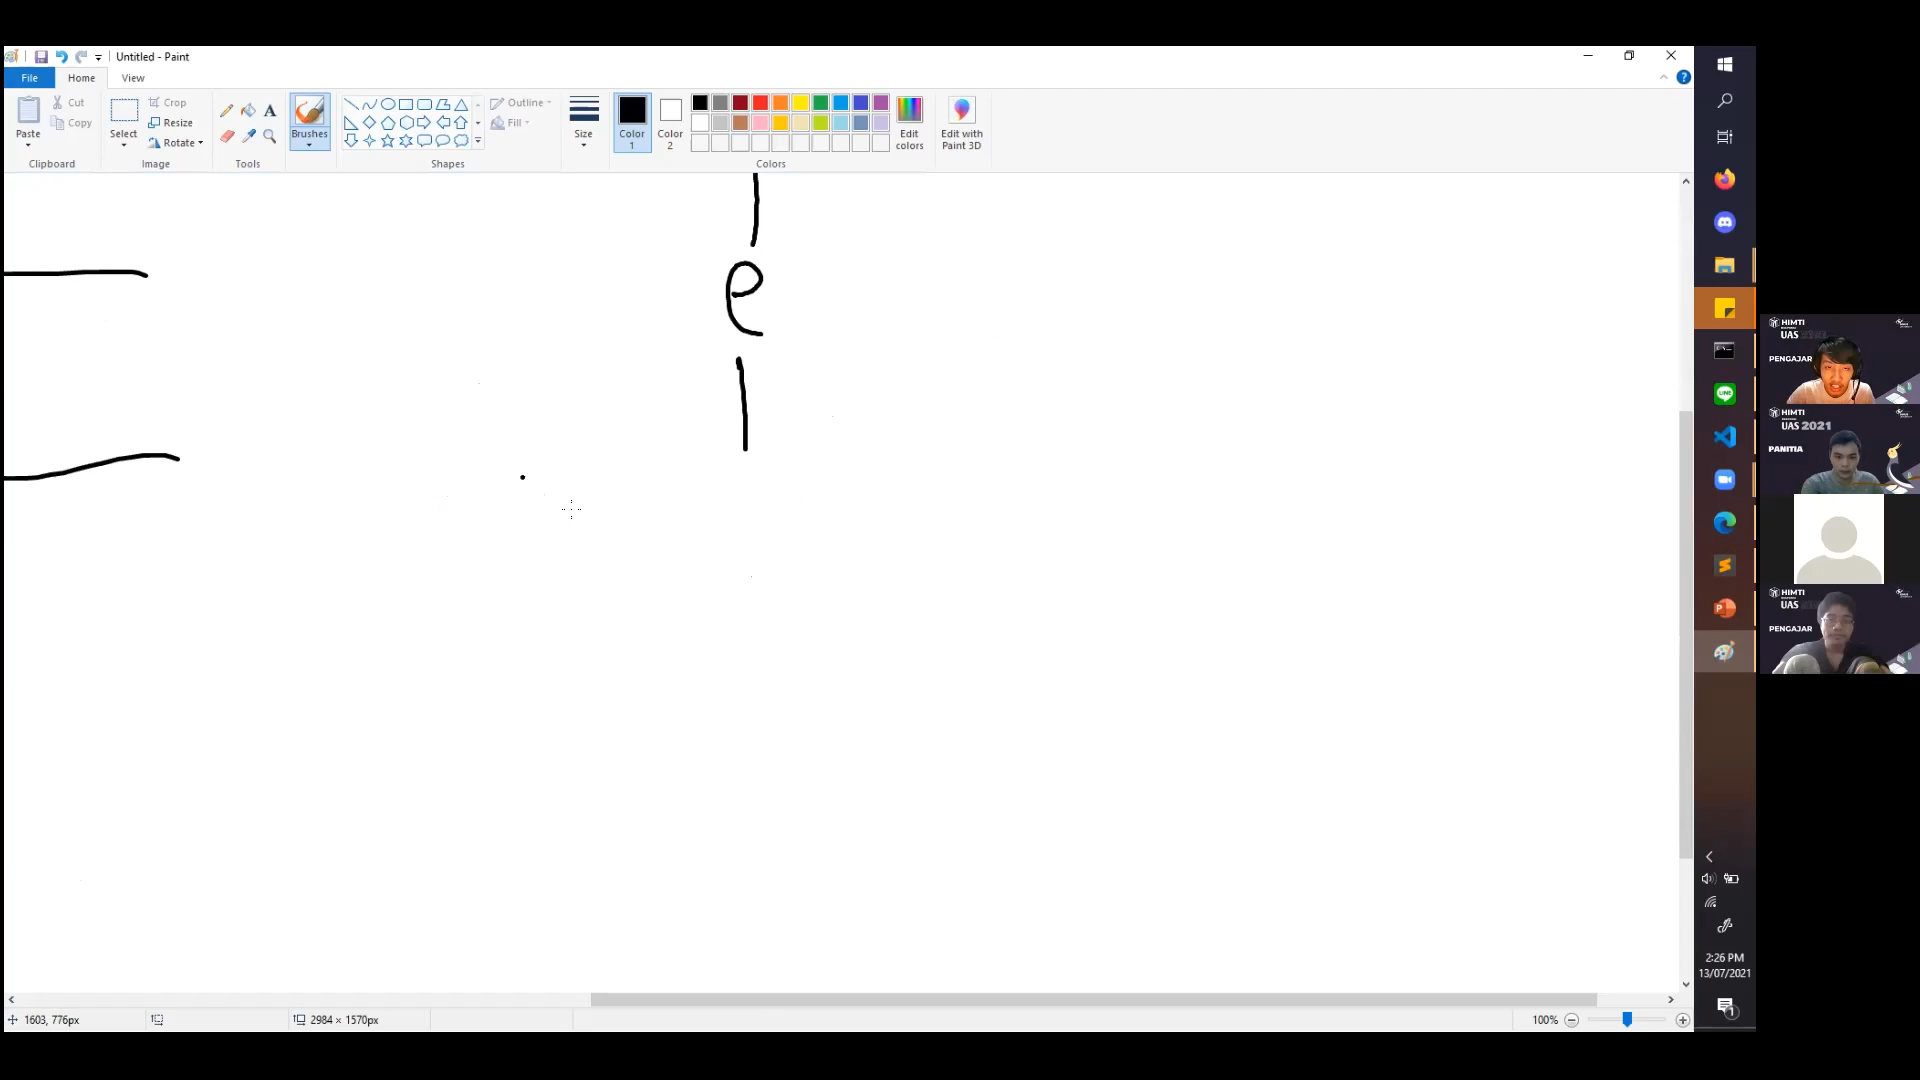 Untitled - Paint
File Home View
Paste
Cut
Copy
Clipboard
Select
Crop
Resize
Rotate
Image
Tools
Brushes
Shapes
Outline
Fill
Size
Color 1
Color 2
Colors
Edit colors
Edit with Paint 3D
e
HIMTI
UAS
PENGAJAR
HIMTI
UAS 2021
PANITIA
HIMTI
UAS
PENGAJAR
2:26 PM
13/07/2021
1603, 776px
2984 × 1570px
100%